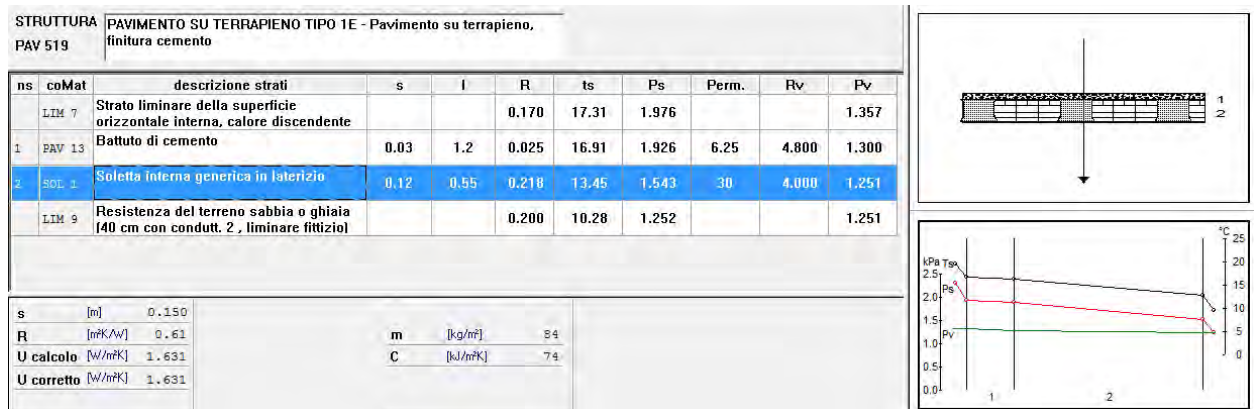 STRUTTURA PAVIMENTO SU TERRAPIENO TIPO 1E - Pavimento su terrapieno,
PAV 519 finitura cemento
ns coMat descrizione strati s l R ts Ps Perm. Rv Pv
LIM 7 Strato liminare della superficie orizzontale interna, calore discendente 0.170 17.31 1.976 1.357
1 PAV 13 Battuto di cemento 0.03 1.2 0.025 16.91 1.926 6.25 4.800 1.300
2 SOL 1 Soletta interna generica in laterizio 0.12 0.55 0.218 13.45 1.543 30 4.000 1.251
LIM 9 Resistenza del terreno sabbia o ghiaia (40 cm con condutt. 2 , liminare fittizio) 0.200 10.28 1.252 1.251
s [m] 0.150
R [m²K/W] 0.61 m [kg/m²] 84
U calcolo [W/m²K] 1.631 C [kJ/m²K] 74
U corretto [W/m²K] 1.631
1
2
°C
25
20
15
10
5
0
kPa Ts
2.5
Ps
2.0
1.5
Pv
1.0
0.5
0.0
1 2